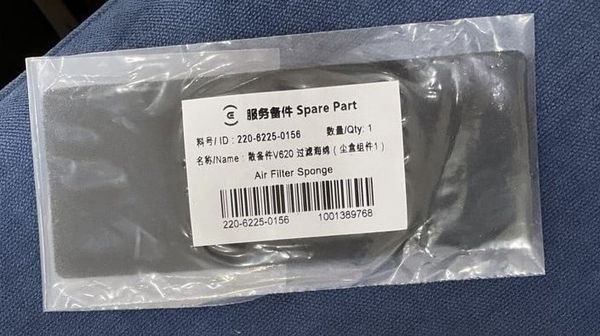 服务备件 Spare Part
料号/ ID : 220-6225-0156 数量/Qty: 1
名称/Name : 散备件V620 过滤海绵（尘盒组件1）
Air Filter Sponge
220-6225-0156 1001389768